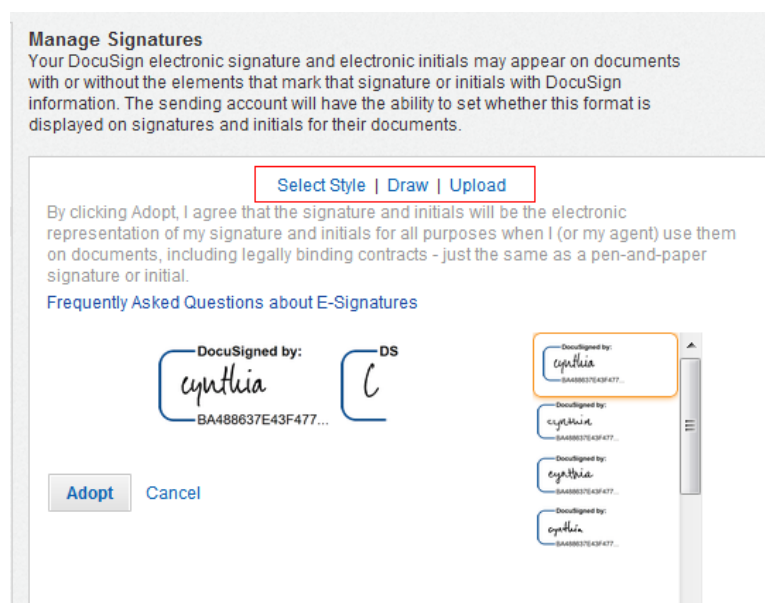 Manage Signatures
Your DocuSign electronic signature and electronic initials may appear on documents
with or without the elements that mark that signature or initials with DocuSign
information. The sending account will have the ability to set whether this format is
displayed on signatures and initials for their documents.
Select Style | Draw | Upload
By clicking Adopt, I agree that the signature and initials will be the electronic
representation of my signature and initials for all purposes when I (or my agent) use them
on documents, including legally binding contracts - just the same as a pen-and-paper
signature or initial.
Frequently Asked Questions about E-Signatures
DocuSigned by:
cynthia
BA488637E43F477...
DS
C
DocuSigned by:
cynthia
BA488637E43F477...
DocuSigned by:
cynthia
BA488637E43F477...
DocuSigned by:
cynthia
BA488637E43F477...
DocuSigned by:
cynthia
BA488637E43F477...
Adopt
Cancel